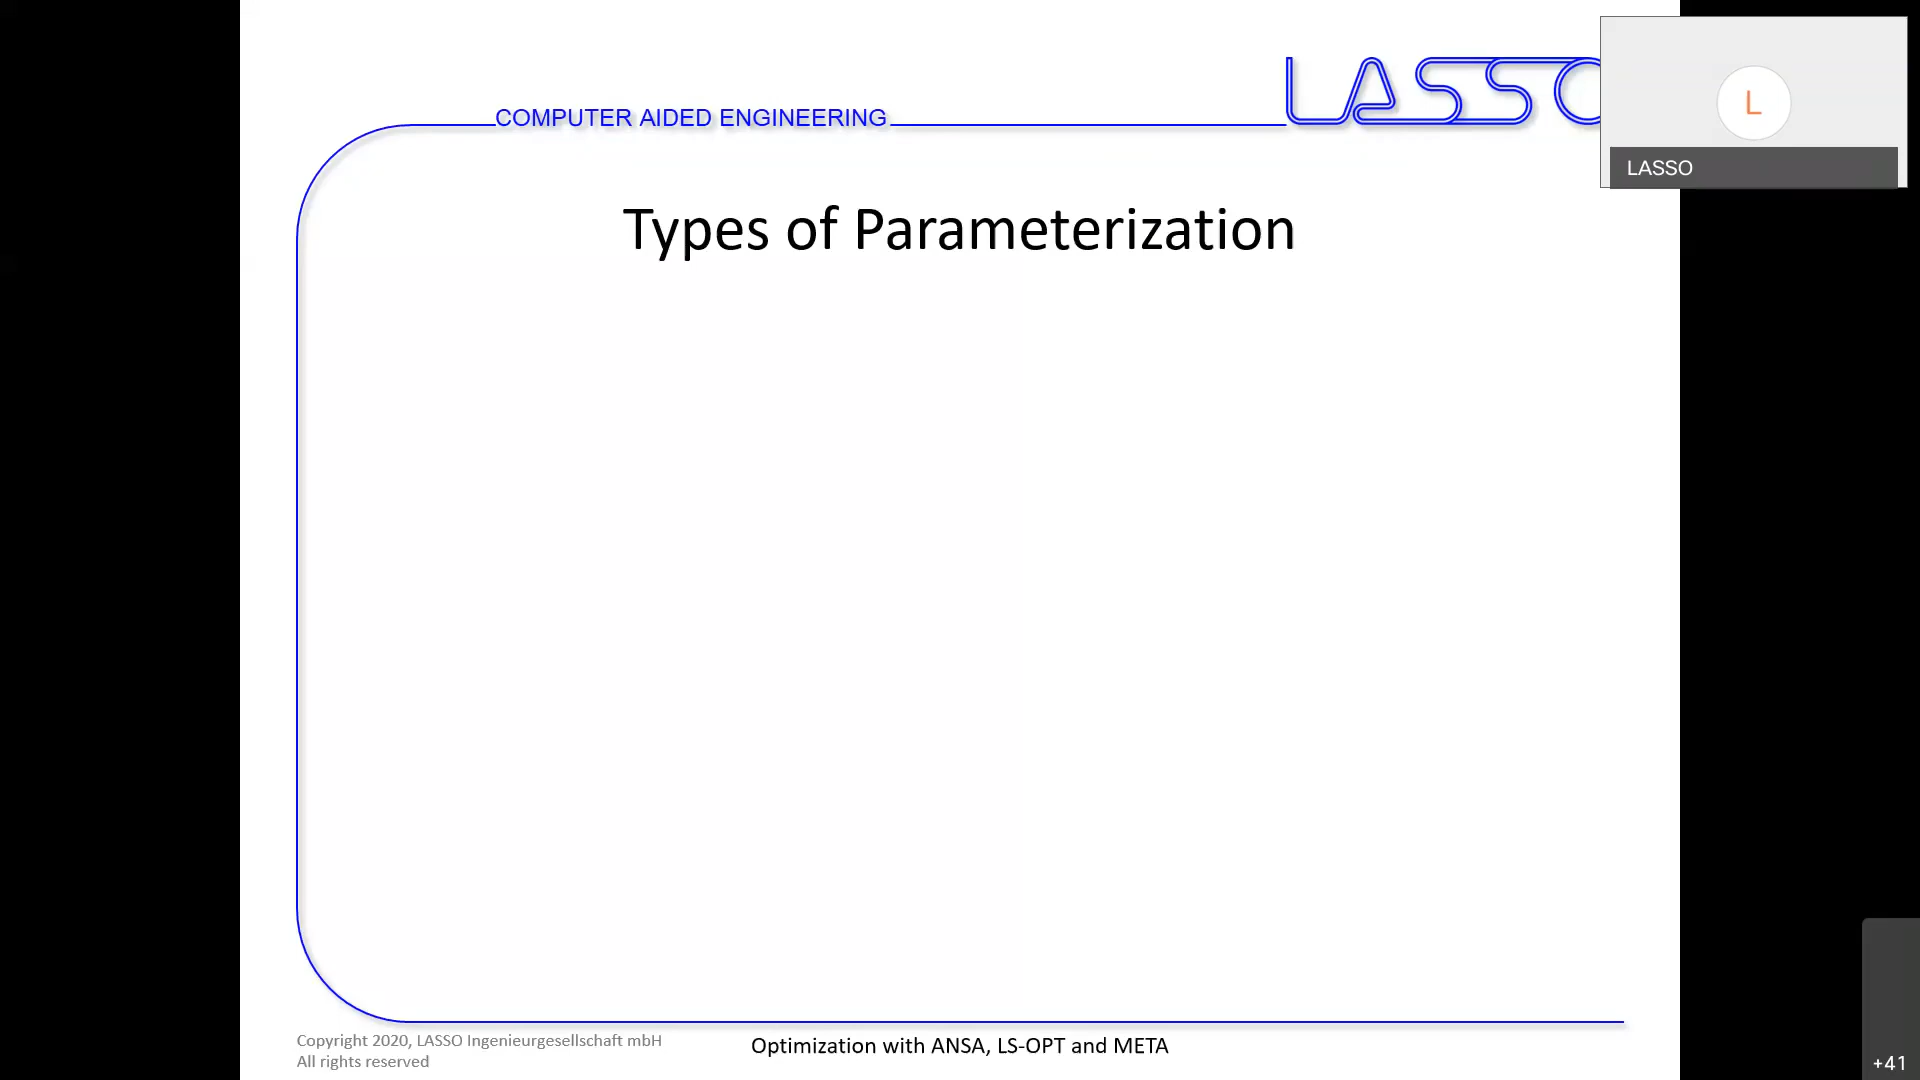 LASSO
COMPUTER AIDED ENGINEERING
L
LASSO
Types of Parameterization
Copyright 2020, LASSO Ingenieurgesellschaft mbH
All rights reserved
Optimization with ANSA, LS-OPT and META
+41